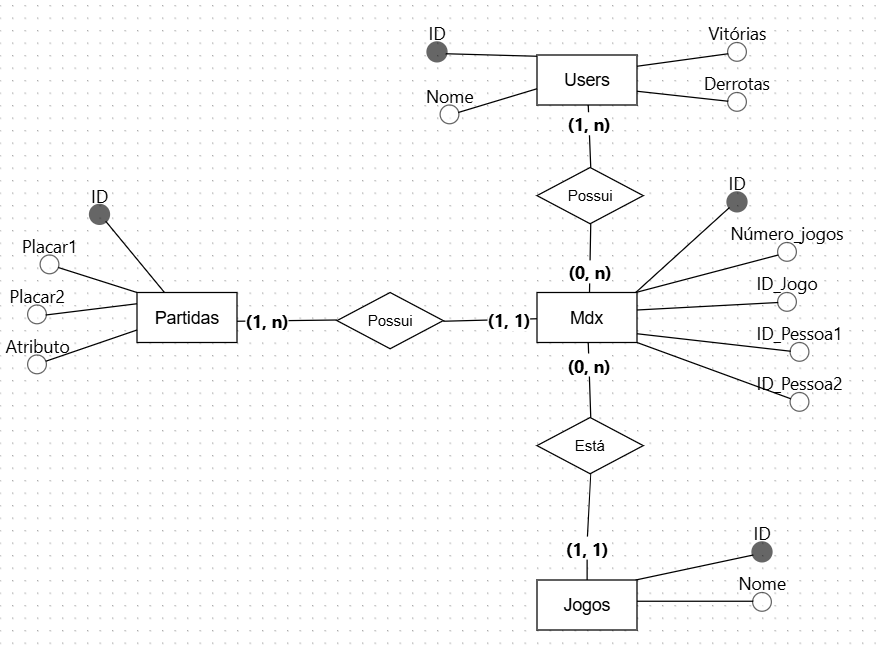 ID
Vitórias
Users
Derrotas
Nome
(1, n)
Possui
ID
ID
Número_jogos
Placar1
(0, n)
ID_Jogo
Placar2
Partidas
(1, n)
Possui
(1, 1)
Mdx
ID_Pessoa1
Atributo
(0, n)
ID_Pessoa2
Está
(1, 1)
ID
Nome
Jogos